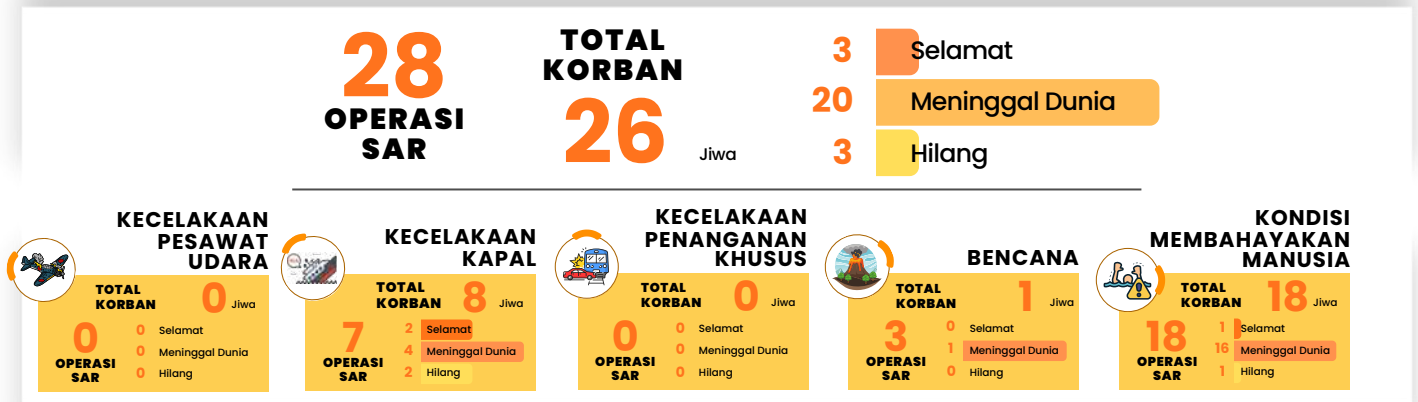 28
OPERASI
SAR
TOTAL
KORBAN
26 Jiwa
3 Selamat
20 Meninggal Dunia
3 Hilang
KECELAKAAN
PESAWAT
UDARA
TOTAL
KORBAN
0 Jiwa
0
OPERASI
SAR
0 Selamat
0 Meninggal Dunia
0 Hilang
KECELAKAAN
KAPAL
TOTAL
KORBAN
8 Jiwa
7
OPERASI
SAR
2 Selamat
4 Meninggal Dunia
2 Hilang
KECELAKAAN
PENANGANAN
KHUSUS
TOTAL
KORBAN
0 Jiwa
0
OPERASI
SAR
0 Selamat
0 Meninggal Dunia
0 Hilang
BENCANA
TOTAL
KORBAN
1 Jiwa
3
OPERASI
SAR
0 Selamat
1 Meninggal Dunia
0 Hilang
KONDISI
MEMBAHAYAKAN
MANUSIA
TOTAL
KORBAN
18 Jiwa
18
OPERASI
SAR
1 Selamat
16 Meninggal Dunia
1 Hilang